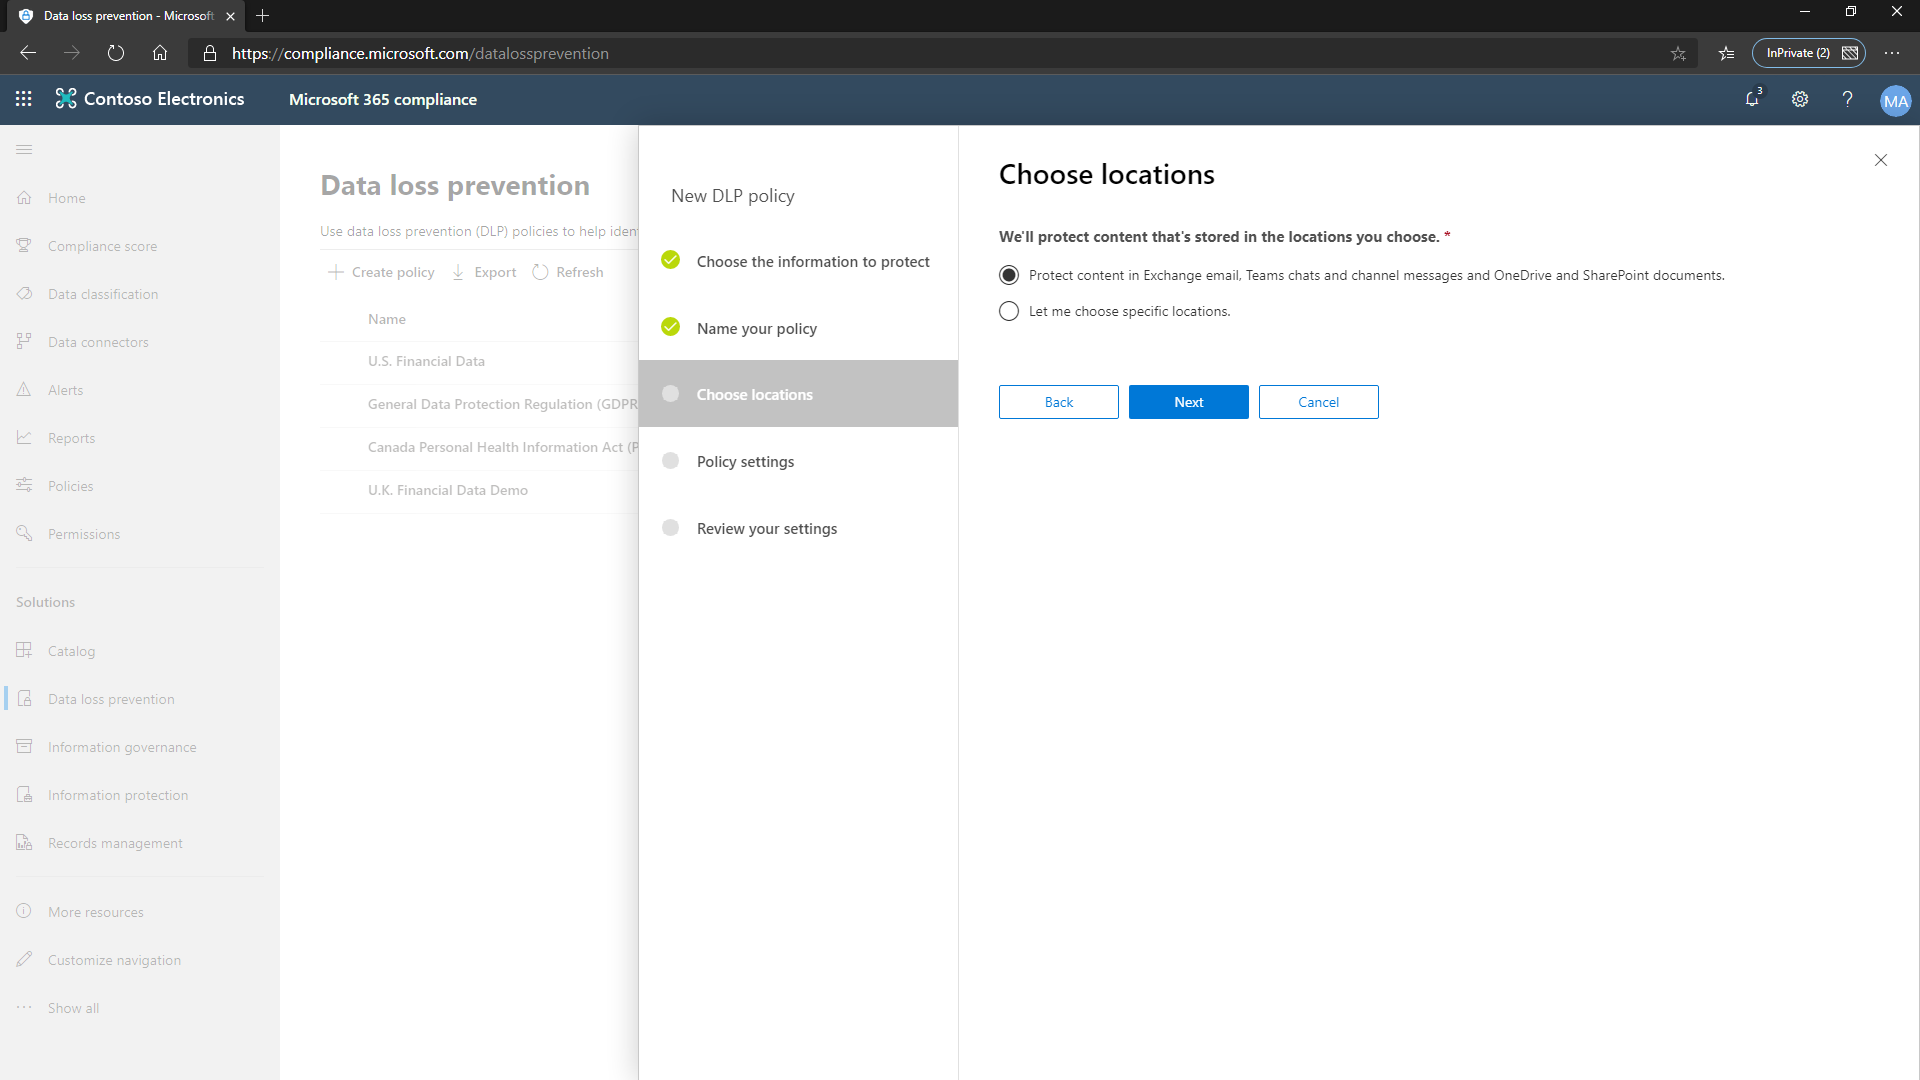 Data loss prevention - Microsoft
https://compliance.microsoft.com/datalossprevention
InPrivate (2)
Contoso Electronics
Microsoft 365 compliance
3
MA
Home
Compliance score
Data classification
Data connectors
Alerts
Reports
Policies
Permissions
Solutions
Catalog
Data loss prevention
Information governance
Information protection
Records management
More resources
Customize navigation
Show all
Data loss prevention
Use data loss prevention (DLP) policies to help iden
Create policy
Export
Refresh
Name
U.S. Financial Data
General Data Protection Regulation (GDPR
Canada Personal Health Information Act (P
U.K. Financial Data Demo
New DLP policy
Choose the information to protect
Name your policy
Choose locations
Policy settings
Review your settings
Choose locations
We'll protect content that's stored in the locations you choose. *
Protect content in Exchange email, Teams chats and channel messages and OneDrive and SharePoint documents.
Let me choose specific locations.
Back
Next
Cancel